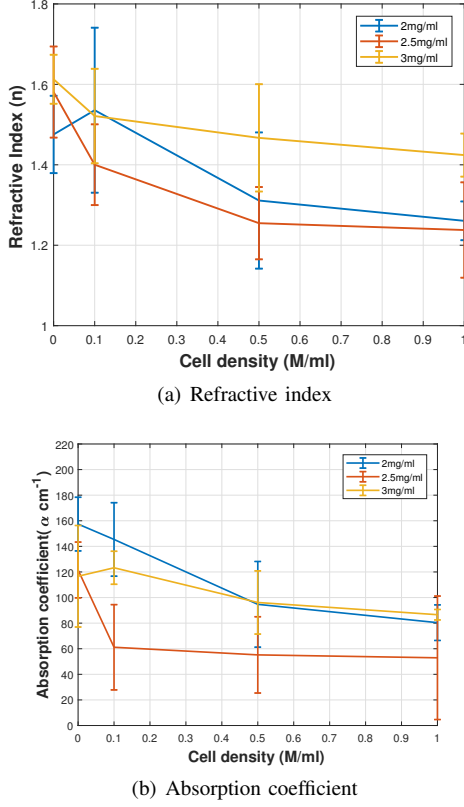 1.8
2mg/ml
2.5mg/ml
3mg/ml
1.6
1.4
1.2
1
Refractive Index (n)
0 0.1 0.2 0.3 0.4 0.5 0.6 0.7 0.8 0.9 1
Cell density (M/ml)
(a) Refractive index
220
200
180
160
140
120
100
80
60
40
20
0
2mg/ml
2.5mg/ml
3mg/ml
Absorption coefficient( α cm⁻¹)
0 0.1 0.2 0.3 0.4 0.5 0.6 0.7 0.8 0.9 1
Cell density (M/ml)
(b) Absorption coefficient